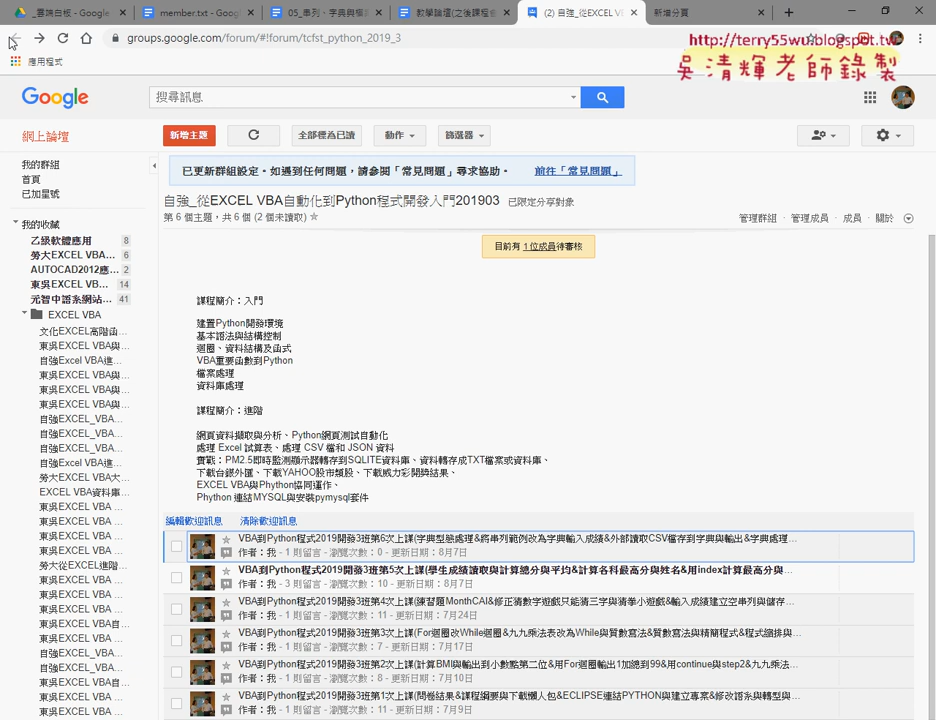 _雲端白板 - Google
member.txt - Goog
05_串列、字典與檔
教學論壇(之後課程會
(2) 自強_從EXCEL VE
新增分頁
groups.google.com/forum/#!forum/tcfst_python_2019_3
http://terry55wu.blogspot.tw
吳清輝老師錄製
應用程式
Google
搜尋訊息
網上論壇
新增主題
全部標為已讀
動作
篩選器
我的群組
首頁
已加星號
已更新群組設定。如遇到任何問題，請參閱「常見問題」尋求協助。 前往「常見問題」
自強_從EXCEL VBA自動化到Python程式開發入門201903 已限定分享對象
第 6 個主題，共 6 個 (2 個未讀取)
管理群組 · 管理成員 · 成員 · 關於
目前有 1 位成員待審核
我的收藏
乙級軟體應用 8
勞大EXCEL VBA... 6
AUTOCAD2012應... 2
東吳EXCEL VB... 14
元智中語系網站... 41
EXCEL VBA
文化EXCEL高階函...
東吳EXCEL VBA與...
自強Excel VBA進...
東吳EXCEL VBA與...
東吳EXCEL VBA與...
東吳EXCEL VBA與...
自強EXCEL_VBA...
自強EXCEL_VBA...
自強EXCEL_VBA...
自強Excel VBA進...
勞大EXCEL VBA大...
EXCEL VBA資料庫...
東吳EXCEL VBA ...
東吳EXCEL VBA ...
東吳EXCEL VBA ...
東吳EXCEL VBA ...
勞大從EXCEL進階...
東吳EXCEL VBA ...
東吳EXCEL VBA ...
東吳EXCEL VBA ...
東吳EXCEL VBA自...
東吳EXCEL VBA ...
自強EXCEL VBA ...
自強EXCEL VBA ...
東吳EXCEL VBA自...
東吳EXCEL VBA ...
東吳EXCEL VBA ...
課程簡介：入門
建置Python開發環境
基本語法與結構控制
迴圈、資料結構及函式
VBA重要函數到Python
檔案處理
資料庫處理
課程簡介：進階
網頁資料擷取與分析、Python網頁測試自動化
處理 Excel 試算表、處理 CSV 檔和 JSON 資料
實戰：PM2.5即時監測顯示器轉存到SQLITE資料庫、資料轉存成TXT檔案或資料庫、
下載台銀外匯、下載YAHOO股市類股、下載威力彩開獎結果、
EXCEL VBA與Phython協同運作、
Phython 連結MYSQL與安裝pymysql套件
編輯歡迎訊息 清除歡迎訊息
VBA到Python程式2019開發3班第6次上課(字典型態處理&將串列範例改為字典輸入成績&外部讀取CSV檔存到字典與輸出&字典處理...
作者：我 - 1 則留言 - 瀏覽次數：0 - 更新日期：8月7日
VBA到Python程式2019開發3班第5次上課(學生成績讀取與計算總分與平均&計算各科最高分與姓名&用index計算最高分與...
作者：我 - 3 則留言 - 瀏覽次數：10 - 更新日期：8月7日
VBA到Python程式2019開發3班第4次上課(練習題MonthCAI&修正猜數字遊戲只能猜三字與猜拳小遊戲&輸入成績建立空串列與儲存...
作者：我 - 1 則留言 - 瀏覽次數：11 - 更新日期：7月24日
VBA到Python程式2019開發3班第3次上課(For迴圈改While迴圈&九九乘法表改為While與質數寫法&質數寫法與精簡程式&程式縮排與...
作者：我 - 1 則留言 - 瀏覽次數：7 - 更新日期：7月17日
VBA到Python程式2019開發3班第2次上課(計算BMI與輸出到小數點第二位&用For迴圈輸出1加總到99&用continue與step2&九九乘法...
作者：我 - 1 則留言 - 瀏覽次數：8 - 更新日期：7月10日
VBA到Python程式2019開發3班第1次上課(問卷結果&課程綱要與下載懶人包&ECLIPSE連結PYTHON與建立專案&修改語系與轉型與...
作者：我 - 1 則留言 - 瀏覽次數：11 - 更新日期：7月9日